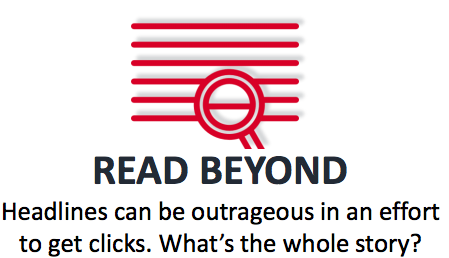 READ BEYOND
Headlines can be outrageous in an effort
to get clicks. What’s the whole story?